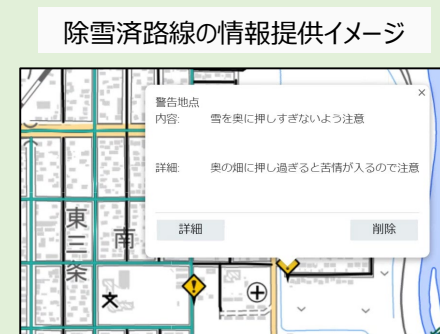 除雪済路線の情報提供イメージ
警告地点
内容: 雪を奥に押しすぎないよう注意
詳細: 奥の畑に押し過ぎると苦情が入るので注意
詳細 削除
東三条
南